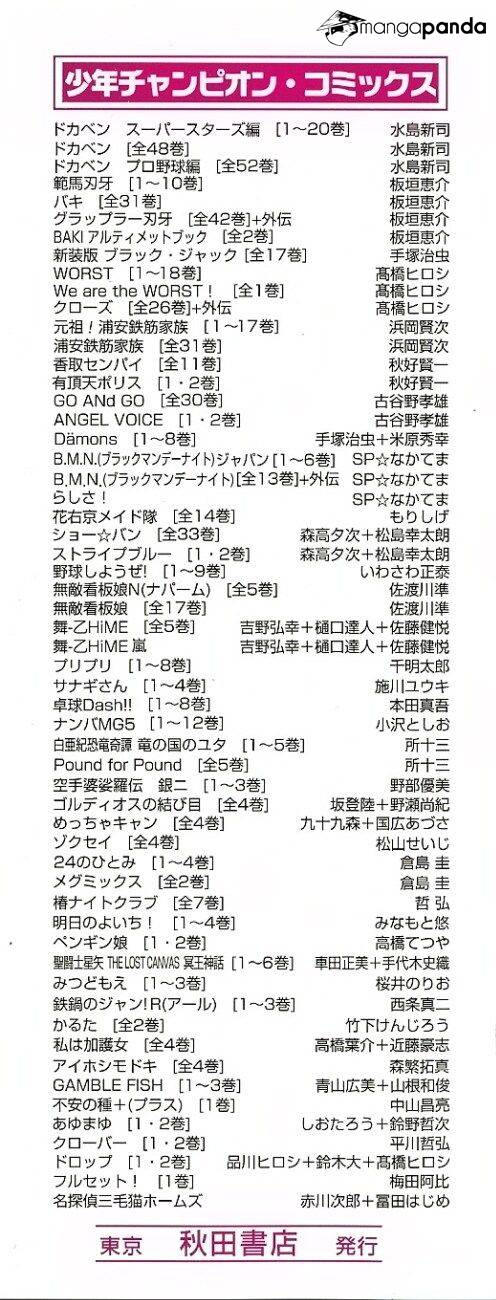 mangapanda
少年チャンピオン・コミックス
ドカベン　スーパースターズ編　[1〜20巻]　水島新司
ドカベン　[全48巻]　水島新司
ドカベン　プロ野球編　[全52巻]　水島新司
範馬刃牙　[1〜10巻]　板垣恵介
バキ　[全31巻]　板垣恵介
グラップラー刃牙　[全42巻]+外伝　板垣恵介
BAKI アルティメットブック　[全2巻]　板垣恵介
新装版 ブラック・ジャック [全17巻]　手塚治虫
WORST　[1〜18巻]　髙橋ヒロシ
We are the WORST！　[全1巻]　髙橋ヒロシ
クローズ　[全26巻]+外伝　髙橋ヒロシ
元祖！浦安鉄筋家族　[1〜17巻]　浜岡賢次
浦安鉄筋家族　[全31巻]　浜岡賢次
香取センパイ　[全11巻]　秋好賢一
有頂天ポリス　[1・2巻]　秋好賢一
GO ANd GO　[全30巻]　古谷野孝雄
ANGEL VOICE　[1・2巻]　古谷野孝雄
Dämons　[1〜8巻]　手塚治虫＋米原秀幸
B.M.N.(ブラックマンデーナイト)ジャパン [1〜6巻]　SP☆なかてま
B.M.N.(ブラックマンデーナイト) [全13巻]+外伝　SP☆なかてま
らしさ！　SP☆なかてま
花右京メイド隊　[全14巻]　もりしげ
ショー☆バン　[全33巻]　森高夕次＋松島幸太朗
ストライプブルー　[1・2巻]　森高夕次＋松島幸太朗
野球しようぜ!　[1〜9巻]　いわさわ正泰
無敵看板娘N(ナパーム)　[全5巻]　佐渡川準
無敵看板娘　[全17巻]　佐渡川準
舞-乙HiME　[全5巻]　吉野弘幸＋樋口達人＋佐藤健悦
舞-乙HiME 嵐　吉野弘幸＋樋口達人＋佐藤健悦
プリプリ　[1〜8巻]　千明太郎
サナギさん　[1〜4巻]　施川ユウキ
卓球Dash!!　[1〜8巻]　本田真吾
ナンバMG5　[1〜12巻]　小沢としお
白亜紀恐竜奇譚 竜の国のユタ　[1〜5巻]　所十三
Pound for Pound　[全5巻]　所十三
空手婆娑羅伝　銀二　[1〜3巻]　野部優美
ゴルディオスの結び目　[全4巻]　坂登陸＋野瀬尚紀
めっちゃキャン　[全4巻]　九十九森＋国広あづさ
ゾクセイ　[全4巻]　松山せいじ
24のひとみ　[1〜4巻]　倉島 圭
メグミックス　[全2巻]　倉島 圭
椿ナイトクラブ　[全7巻]　哲 弘
明日のよいち！　[1〜4巻]　みなもと悠
ペンギン娘　[1・2巻]　高橋てつや
聖闘士星矢 THE LOST CANVAS 冥王神話　[1〜6巻]　車田正美＋手代木史織
みつどもえ　[1〜3巻]　桜井のりお
鉄鍋のジャン! R(アール)　[1〜3巻]　西条真二
かるた　[全2巻]　竹下けんじろう
私は加護女　[全4巻]　高橋葉介＋近藤豪志
アイホシモドキ　[全4巻]　森繁拓真
GAMBLE FISH　[1〜3巻]　青山広美＋山根和俊
不安の種＋(プラス)　[1巻]　中山昌亮
あゆまゆ　[1・2巻]　しおたろう＋鈴野哲次
クローバー　[1・2巻]　平川哲弘
ドロップ　[1・2巻]　品川ヒロシ＋鈴木大＋髙橋ヒロシ
フルセット！　[1巻]　梅田阿比
名探偵三毛猫ホームズ　赤川次郎＋冨田はじめ
東京　秋田書店　発行